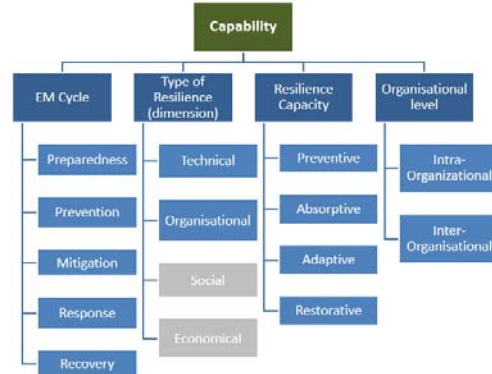 Capability
EM Cycle
Preparedness
Prevention
Mitigation
Response
Recovery
Type of
Resilience
(dimension)
Technical
Organisational
Social
Economical
Resilience
Capacity
Preventive
Absorptive
Adaptive
Restorative
Organisational
level
Intra-
Organizational
Inter-
Organisational